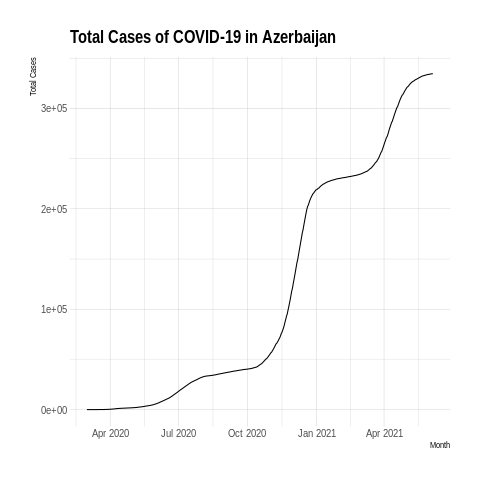 Total Cases of COVID-19 in Azerbaijan
Total Cases
3e+05
2e+05
1e+05
0e+00
Apr 2020 Jul 2020 Oct 2020 Jan 2021 Apr 2021
Month